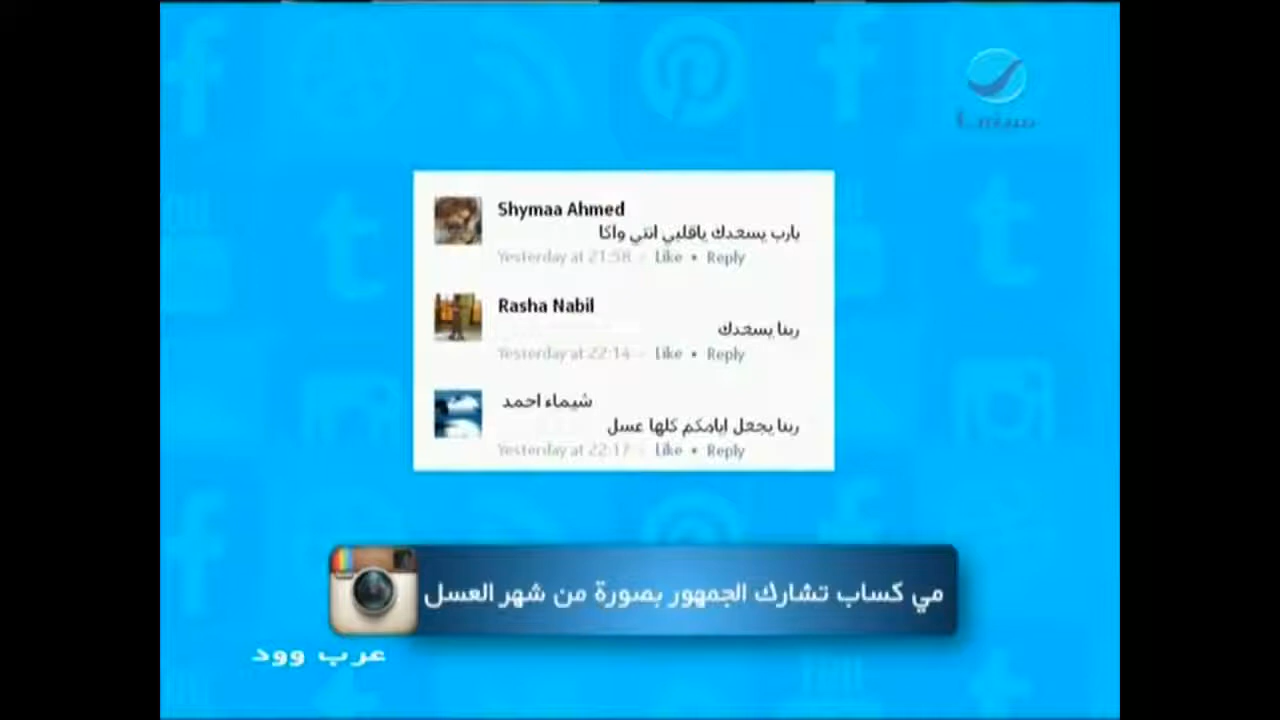 سينما
Shymaa Ahmed
يارب يسعدك ياقلبي انتي واكا
Yesterday at 21:58 · Like • Reply
Rasha Nabil
ربنا يسعدك
Yesterday at 22:14 · Like • Reply
شيماء احمد
ربنا يجعل ايامكم كلها عسل
Yesterday at 22:17 · Like • Reply
مي كساب تشارك الجمهور بصورة من شهر العسل
عرب وود